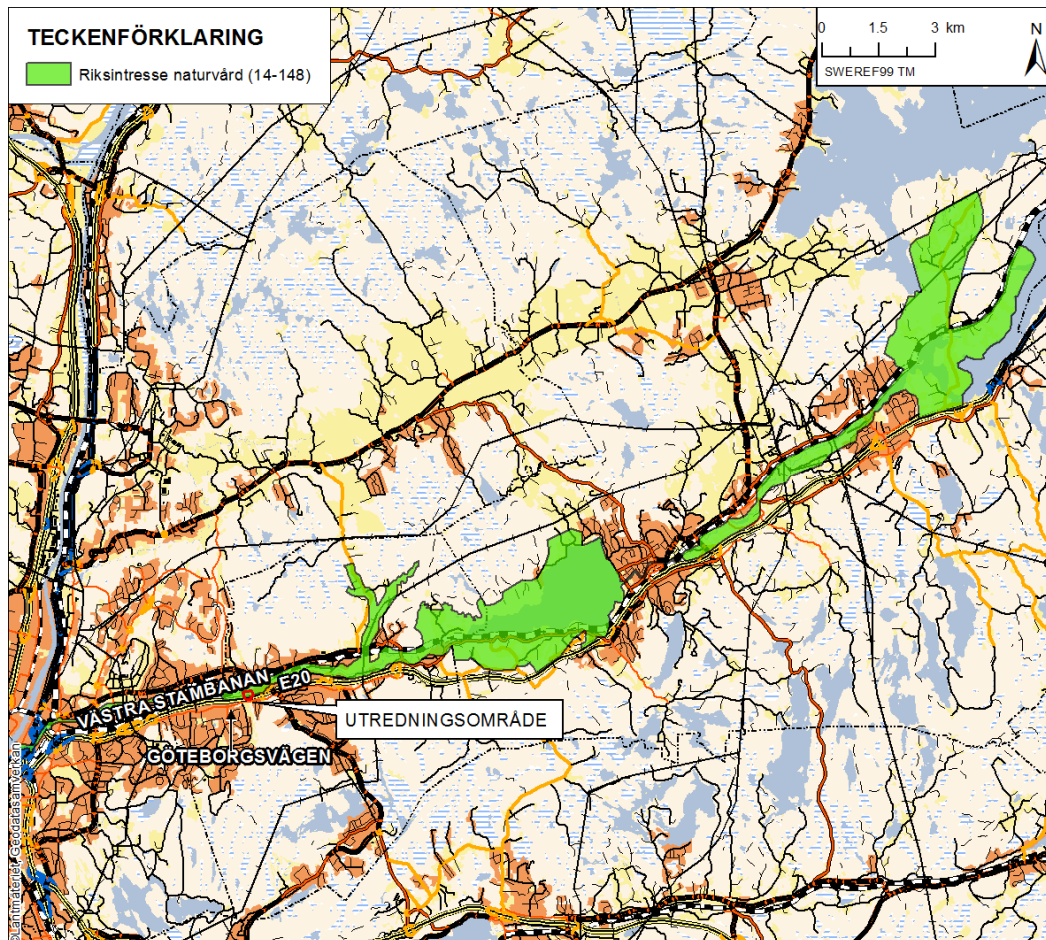 TECKENFÖRKLARING
Riksintresse naturvård (14-148)
0 1.5 3 km
N
SWEREF99 TM
VÄSTRA STAMBANAN
E20
UTREDNINGSOMRÅDE
GÖTEBORGSVÄGEN
©Lantmäteriet, Geodatasamverkan